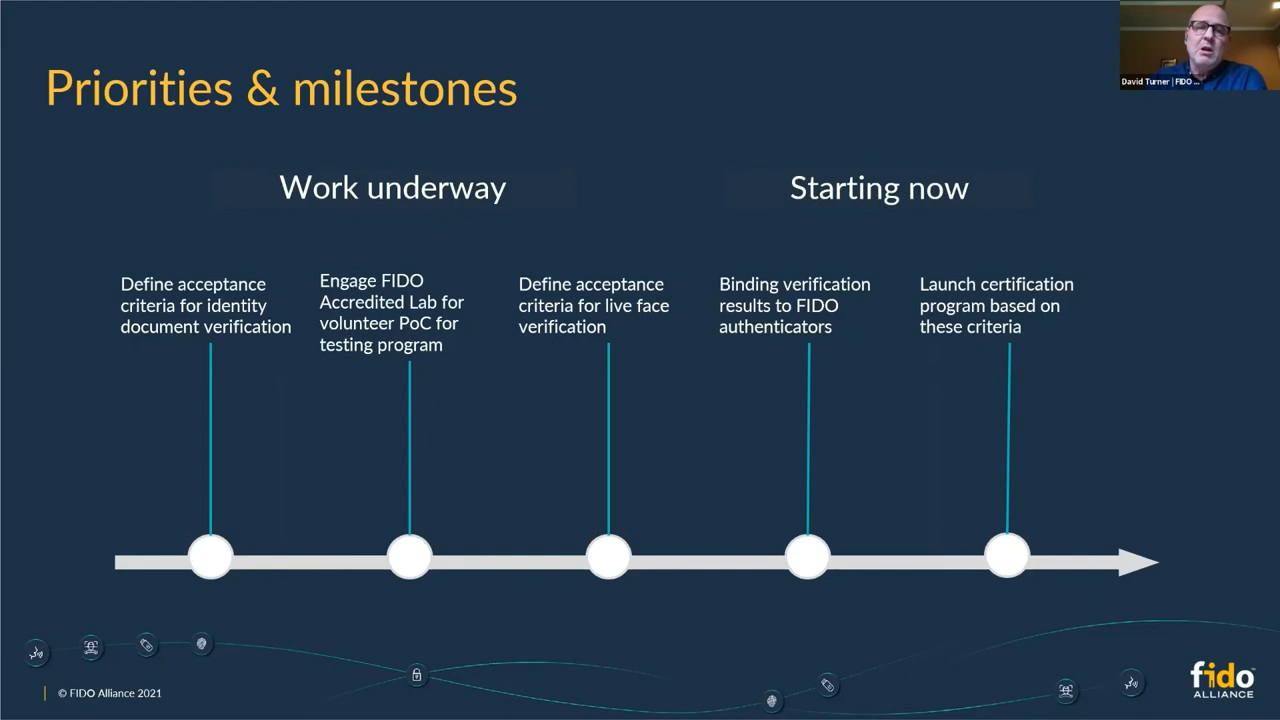 Priorities & milestones
David Turner | FIDO ...
Work underway
Starting now
Define acceptance
criteria for identity
document verification
Engage FIDO
Accredited Lab for
volunteer PoC for
testing program
Define acceptance
criteria for live face
verification
Binding verification
results to FIDO
authenticators
Launch certification
program based on
these criteria
© FIDO Alliance 2021
fido
ALLIANCE